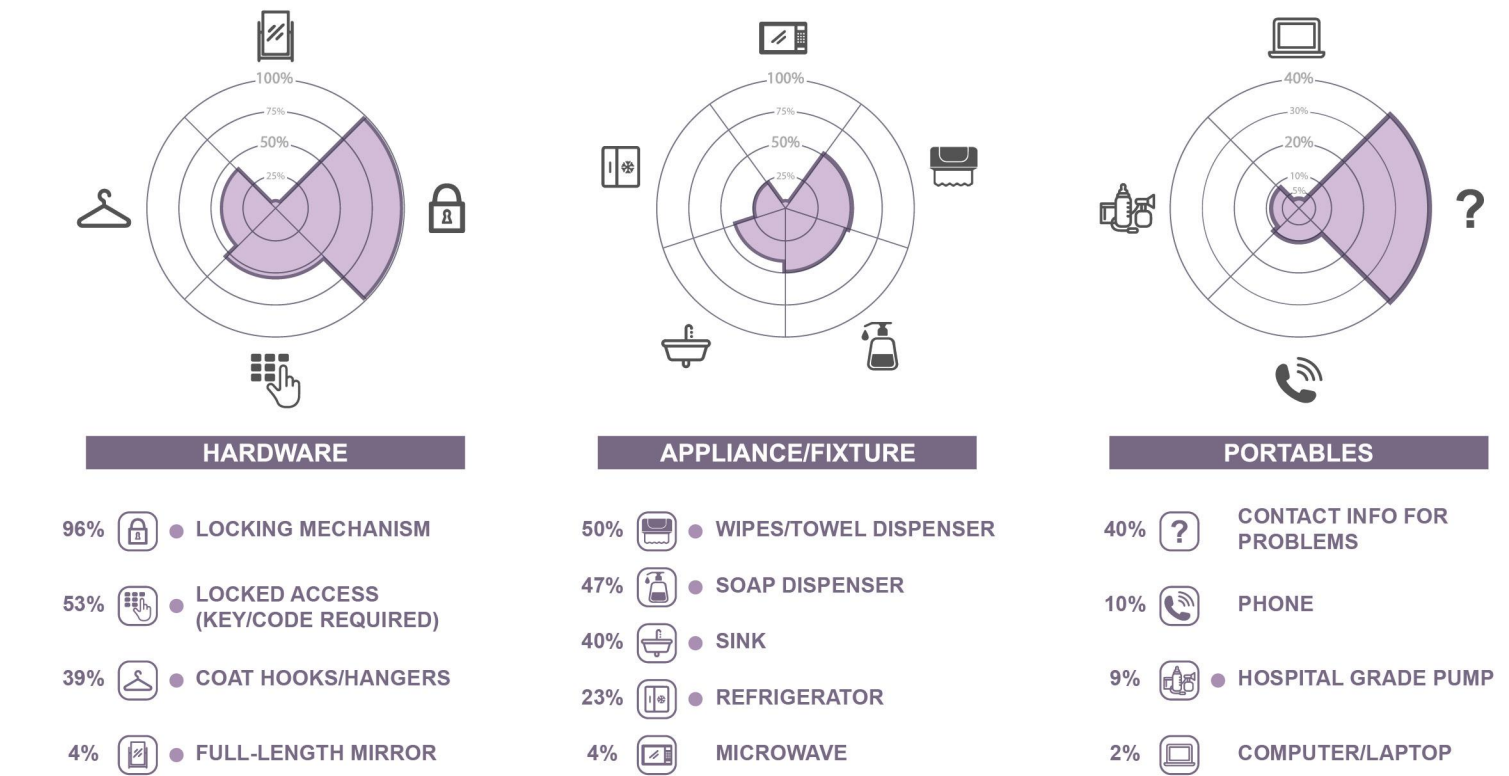 100%
75%
50%
25%
100%
75%
50%
25%
40%
30%
20%
10%
5%
?
HARDWARE
96% LOCKING MECHANISM
53% LOCKED ACCESS
(KEY/CODE REQUIRED)
39% COAT HOOKS/HANGERS
4% FULL-LENGTH MIRROR
APPLIANCE/FIXTURE
50% WIPES/TOWEL DISPENSER
47% SOAP DISPENSER
40% SINK
23% REFRIGERATOR
4% MICROWAVE
PORTABLES
40% ? CONTACT INFO FOR
PROBLEMS
10% PHONE
9% HOSPITAL GRADE PUMP
2% COMPUTER/LAPTOP